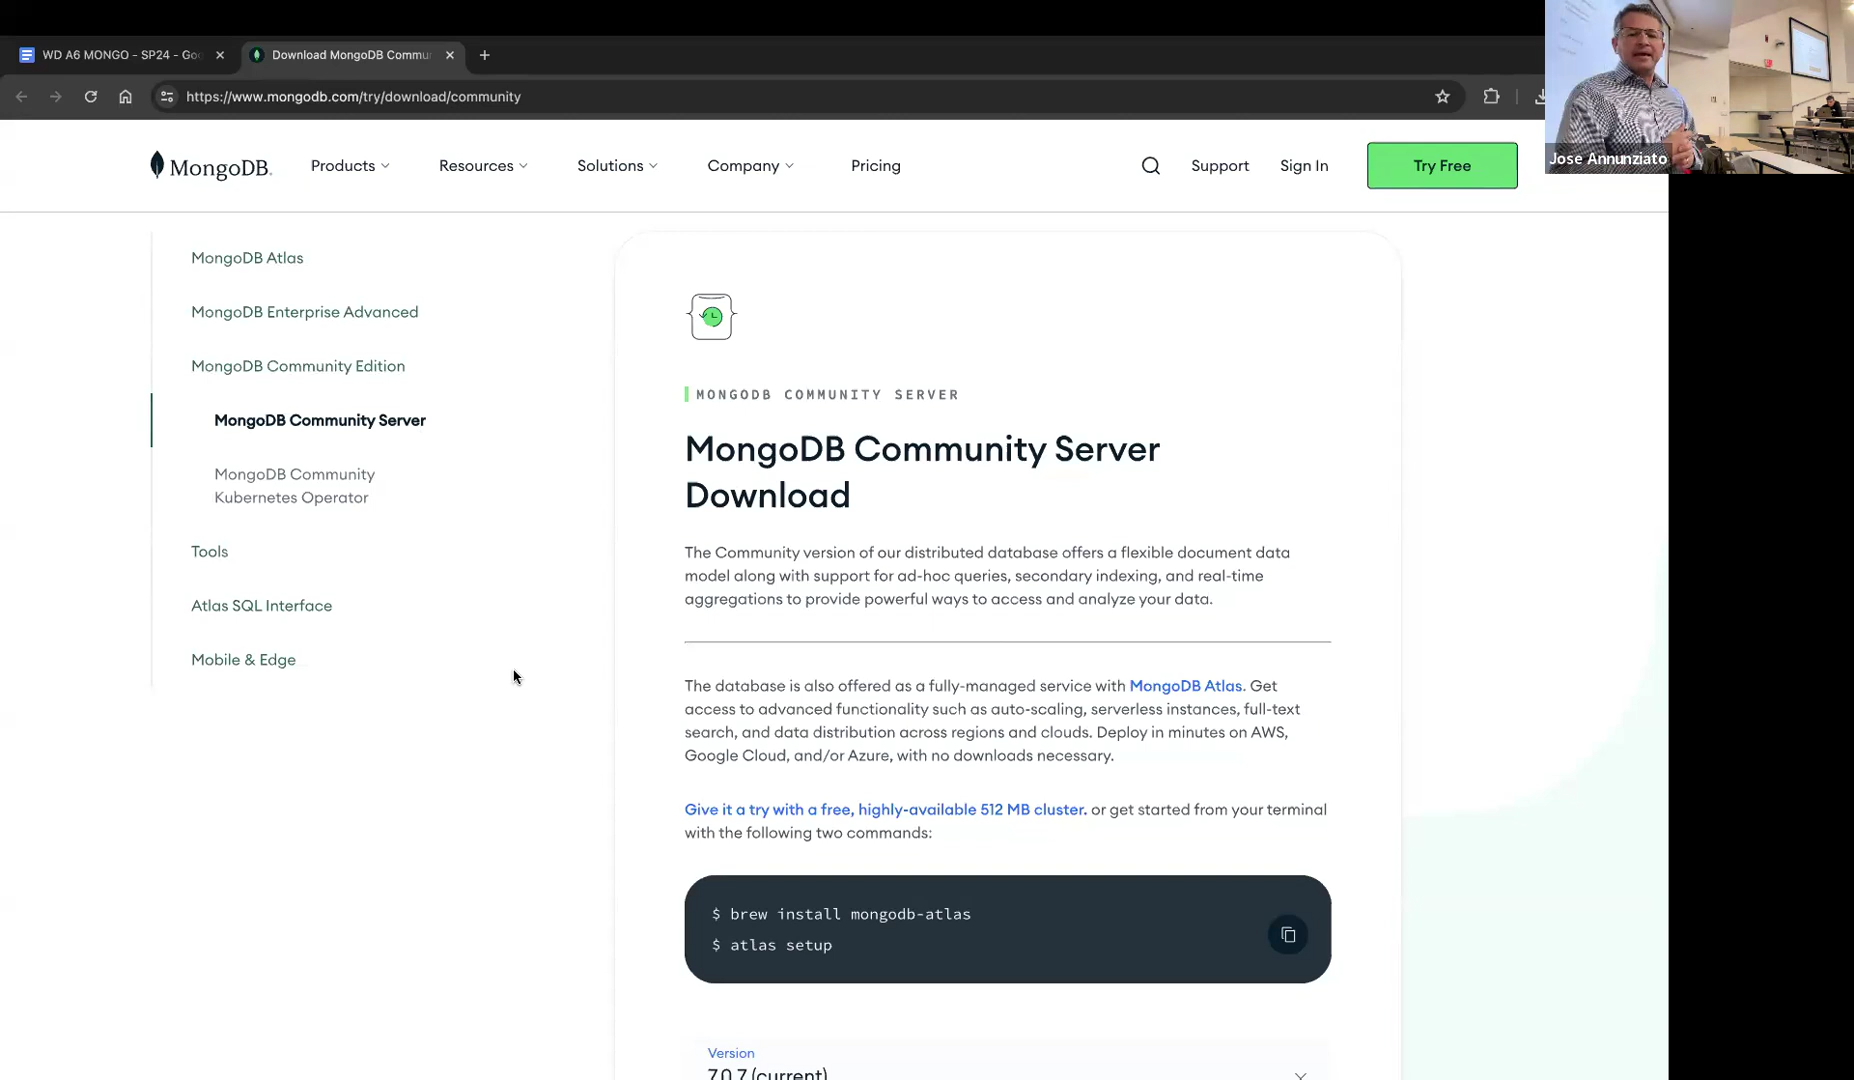 WD A6 MONGO - SP24 - Goo
Download MongoDB Commu
https://www.mongodb.com/try/download/community
Jose Annunziato
MongoDB.
Products
Resources
Solutions
Company
Pricing
Support
Sign In
Try Free
MongoDB Atlas
MongoDB Enterprise Advanced
MongoDB Community Edition
MongoDB Community Server
MongoDB Community
Kubernetes Operator
Tools
Atlas SQL Interface
Mobile & Edge
MONGODB COMMUNITY SERVER
MongoDB Community Server
Download
The Community version of our distributed database offers a flexible document data
model along with support for ad-hoc queries, secondary indexing, and real-time
aggregations to provide powerful ways to access and analyze your data.
The database is also offered as a fully-managed service with MongoDB Atlas. Get
access to advanced functionality such as auto-scaling, serverless instances, full-text
search, and data distribution across regions and clouds. Deploy in minutes on AWS,
Google Cloud, and/or Azure, with no downloads necessary.
Give it a try with a free, highly-available 512 MB cluster. or get started from your terminal
with the following two commands:
$ brew install mongodb-atlas
$ atlas setup
Version
7.0.7 (current)